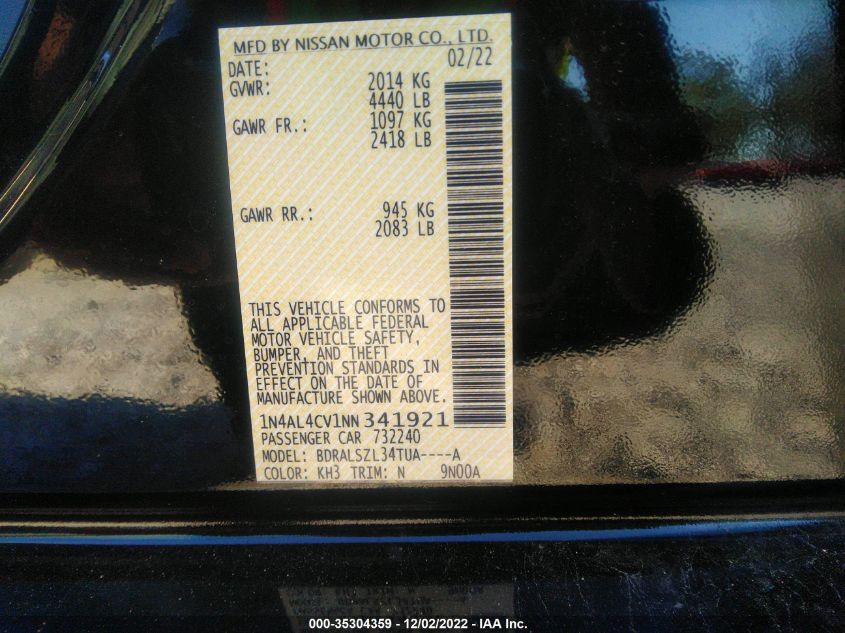 MFD BY NISSAN MOTOR CO., LTD.
DATE: 02/22
GVWR: 2014 KG
4440 LB
GAWR FR.: 1097 KG
2418 LB
GAWR RR.: 945 KG
2083 LB
THIS VEHICLE CONFORMS TO
ALL APPLICABLE FEDERAL
MOTOR VEHICLE SAFETY,
BUMPER, AND THEFT
PREVENTION STANDARDS IN
EFFECT ON THE DATE OF
MANUFACTURE SHOWN ABOVE.
1N4AL4CV1NN 341921
PASSENGER CAR 732240
MODEL: BDRALSZL34TUA----A
COLOR: KH3 TRIM: N 9N00A
000-35304359 - 12/02/2022 - IAA Inc.